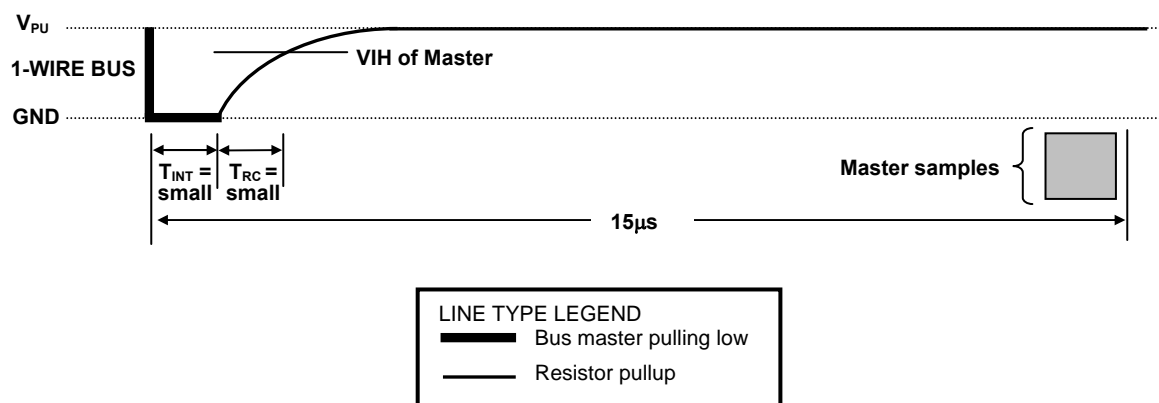 V_PU
VIH of Master
1-WIRE BUS
GND
T_INT = small
T_RC = small
Master samples
15μs
LINE TYPE LEGEND
Bus master pulling low
Resistor pullup